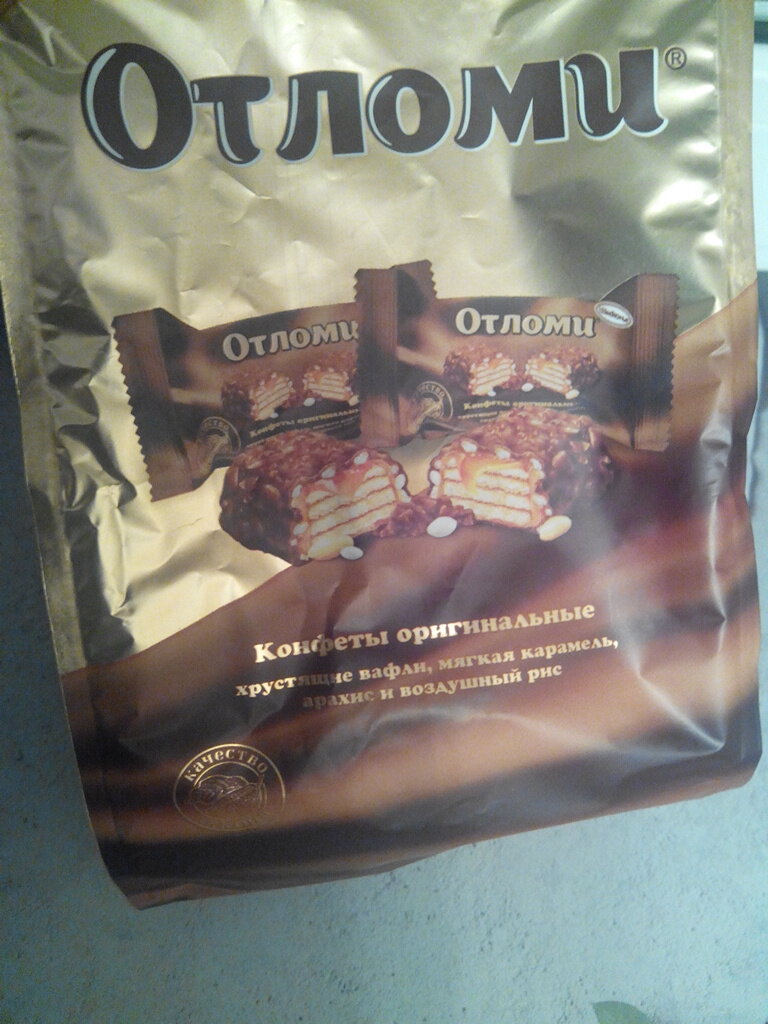 Отломи®
Отломи
Отломи
Конфеты оригинальные
Конфеты оригинальные
хрустящие вафли, мягкая карамель,
арахис и воздушный рис
качество